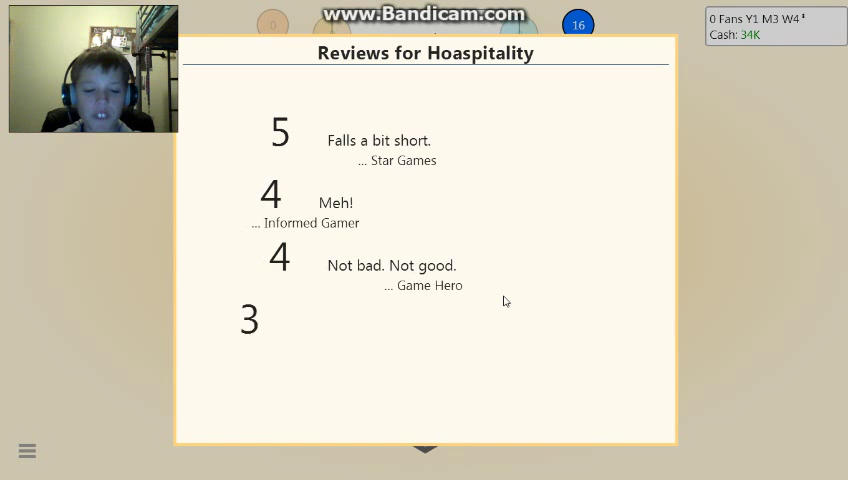 www.Bandicam.com
0
16
0 Fans Y1 M3 W4
Cash: 34K
Reviews for Hoaspitality
5 Falls a bit short.
... Star Games
4 Meh!
... Informed Gamer
4 Not bad. Not good.
... Game Hero
3